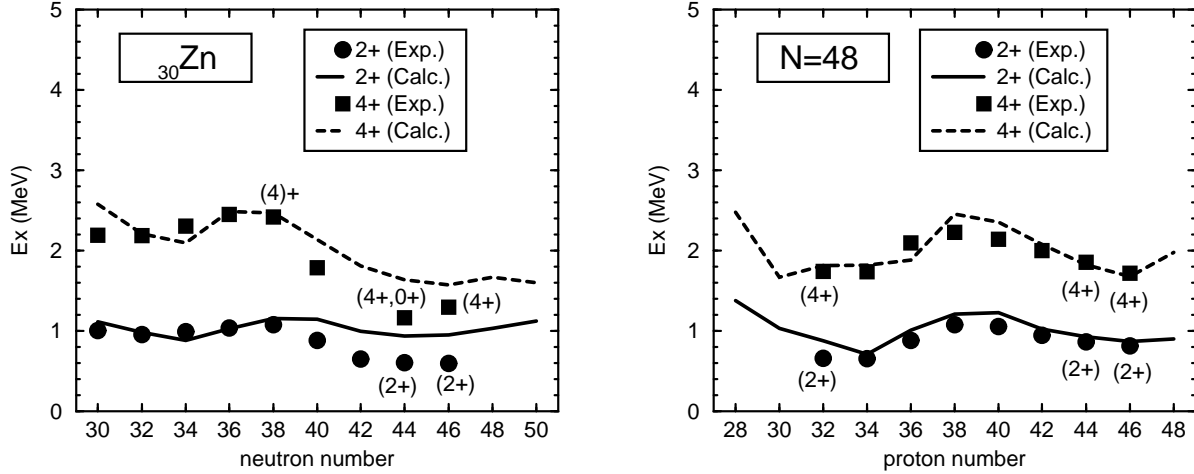 5
4
3
2
1
0
Ex (MeV)
30Zn
2+ (Exp.)
2+ (Calc.)
4+ (Exp.)
4+ (Calc.)
(4)+
(4+,0+)
(4+)
(2+)
(2+)
30 32 34 36 38 40 42 44 46 48 50
neutron number
5
4
3
2
1
0
Ex (MeV)
N=48
2+ (Exp.)
2+ (Calc.)
4+ (Exp.)
4+ (Calc.)
(4+)
(4+)
(4+)
(2+)
(2+)
(2+)
28 30 32 34 36 38 40 42 44 46 48
proton number